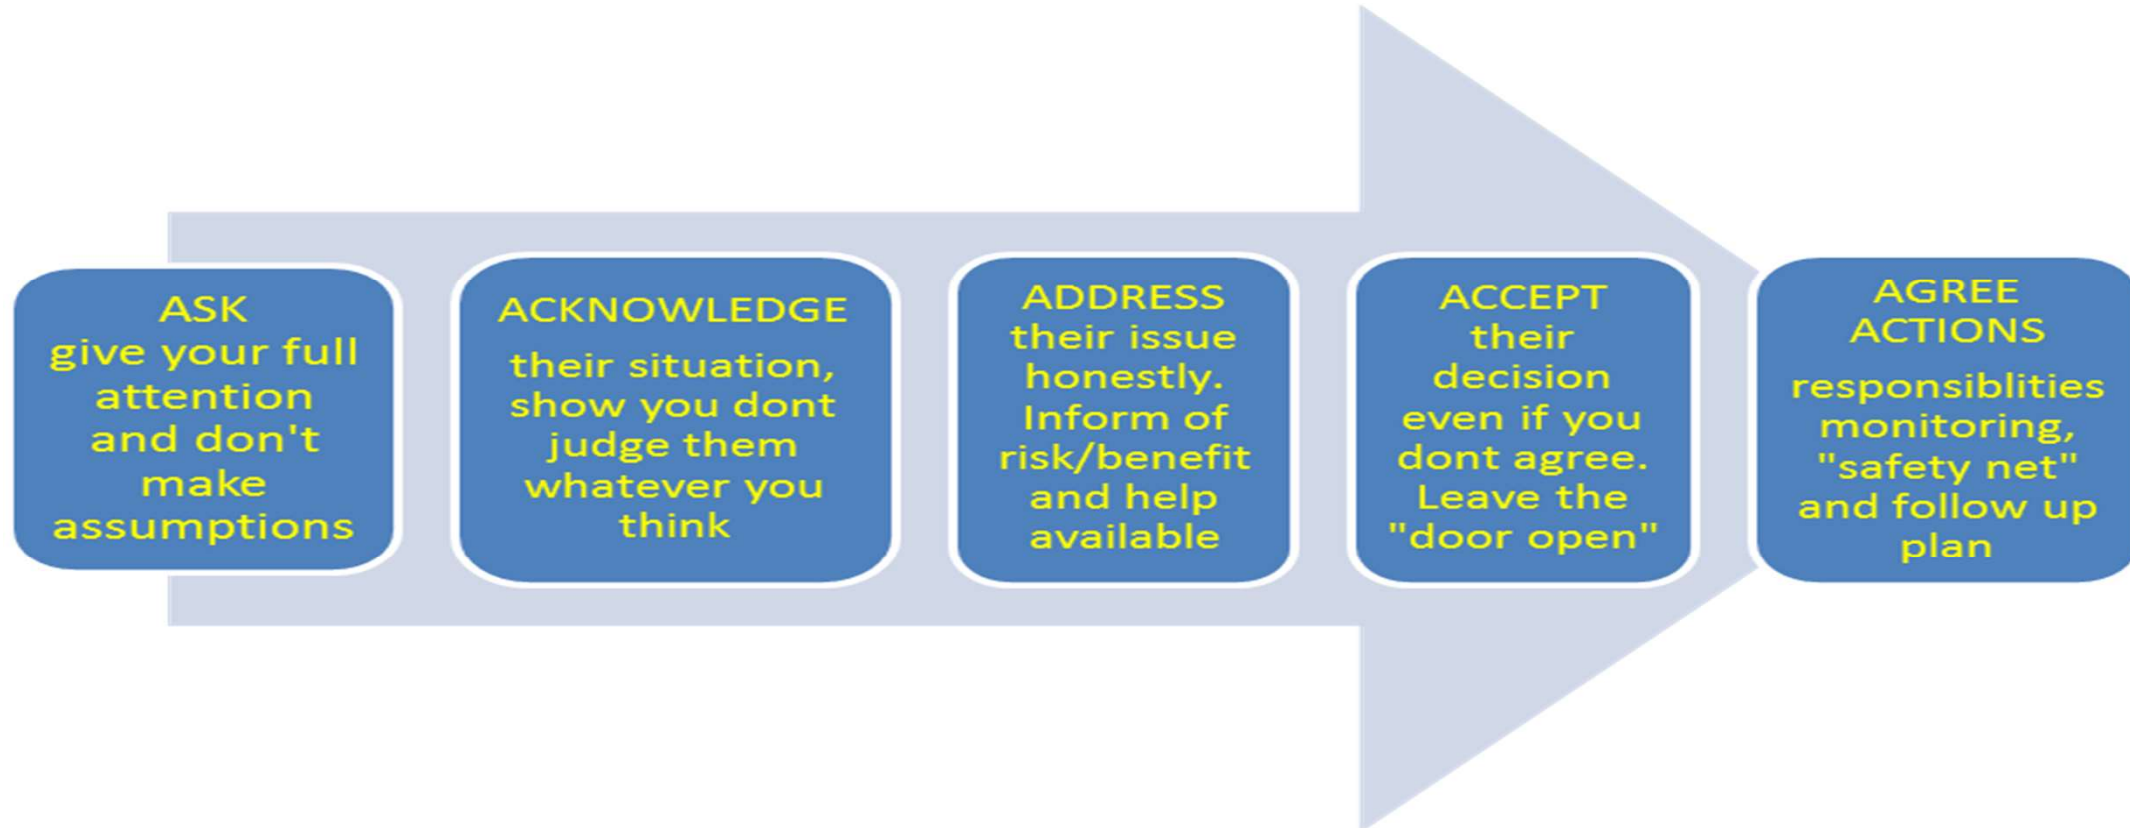 ASK
give your full
attention
and don't
make
assumptions
ACKNOWLEDGE
their situation,
show you dont
judge them
whatever you
think
ADDRESS
their issue
honestly.
Inform of
risk/benefit
and help
available
ACCEPT
their
decision
even if you
dont agree.
Leave the
"door open"
AGREE
ACTIONS
responsiblities
monitoring,
"safety net"
and follow up
plan